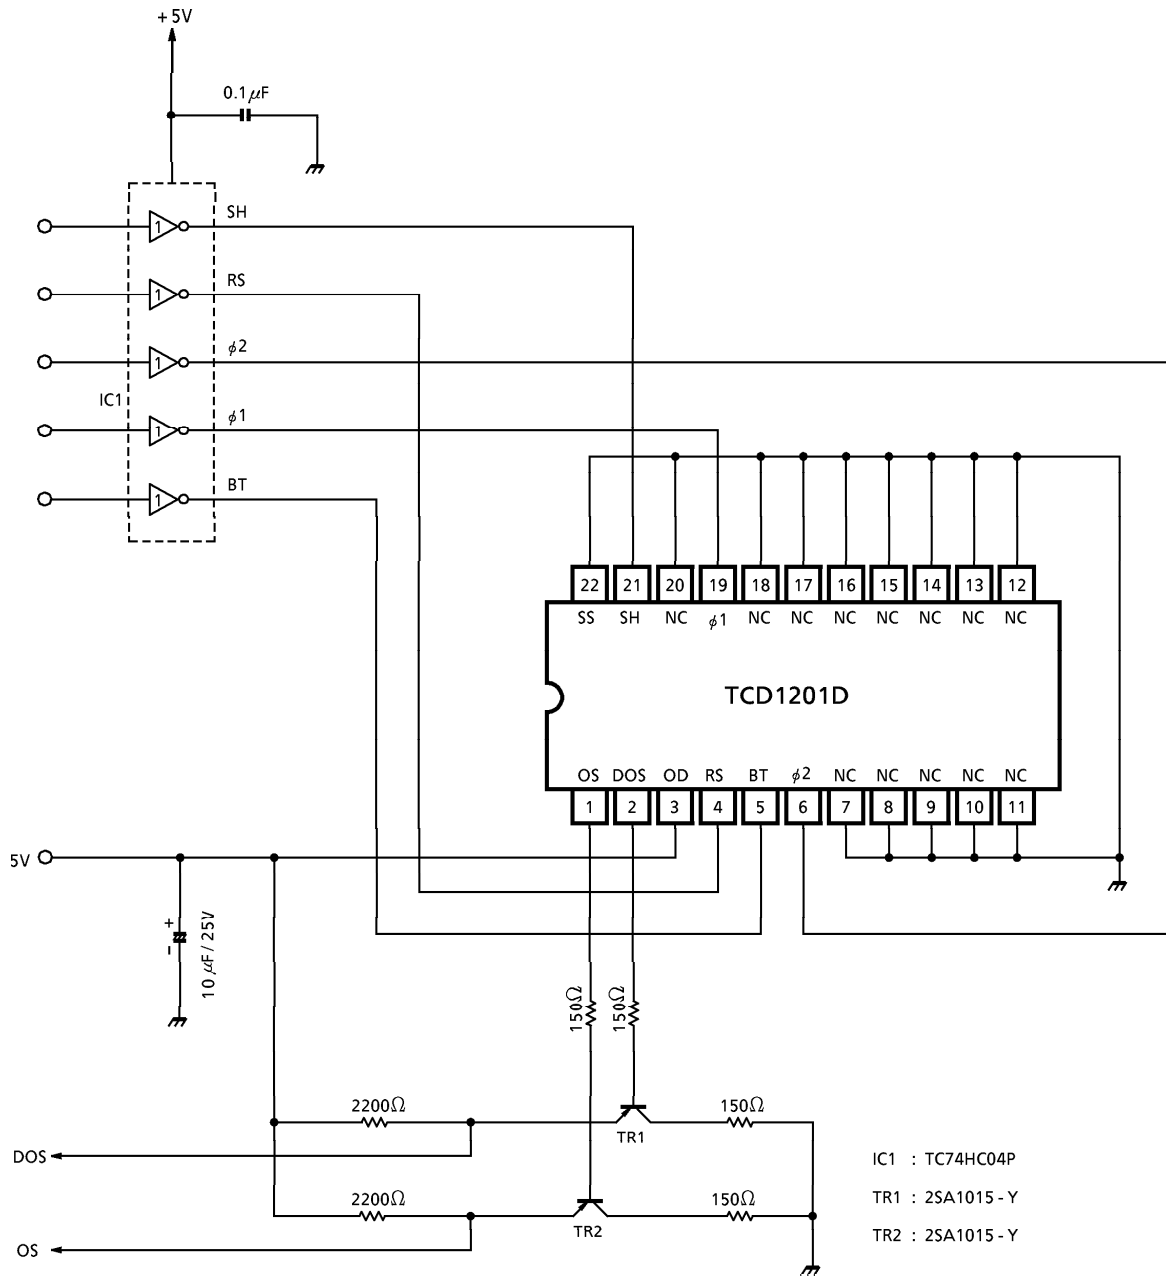 +5V
0.1μF
SH
1
RS
1
ϕ2
1
IC1
ϕ1
1
BT
1
22 21 20 19 18 17 16 15 14 13 12
SS SH NC ϕ1 NC NC NC NC NC NC NC
TCD1201D
OS DOS OD RS BT ϕ2 NC NC NC NC NC
1 2 3 4 5 6 7 8 9 10 11
5V
+
-
10 μF/25V
150Ω 150Ω
2200Ω 150Ω
TR1
DOS
2200Ω 150Ω
TR2
OS
IC1 : TC74HC04P
TR1 : 2SA1015-Y
TR2 : 2SA1015-Y